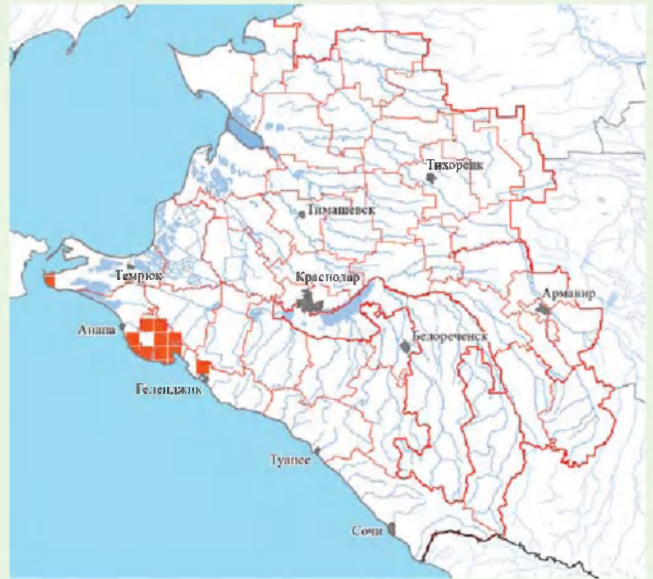 Тихорецк
Тимашевск
Темрюк
Краснодар
Армавир
Анапа
Белореченск
Геленджик
Туапсе
Сочи